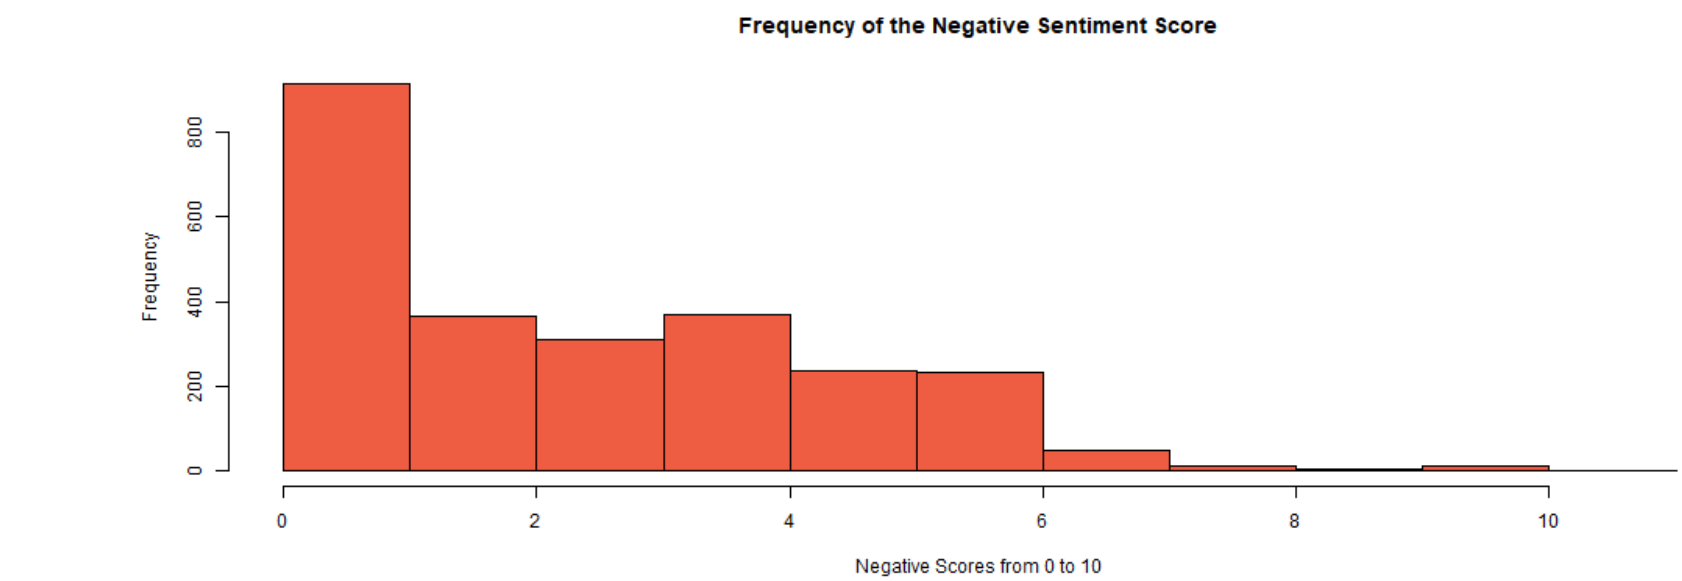 Frequency of the Negative Sentiment Score
Frequency
800
600
400
200
0
0 2 4 6 8 10
Negative Scores from 0 to 10